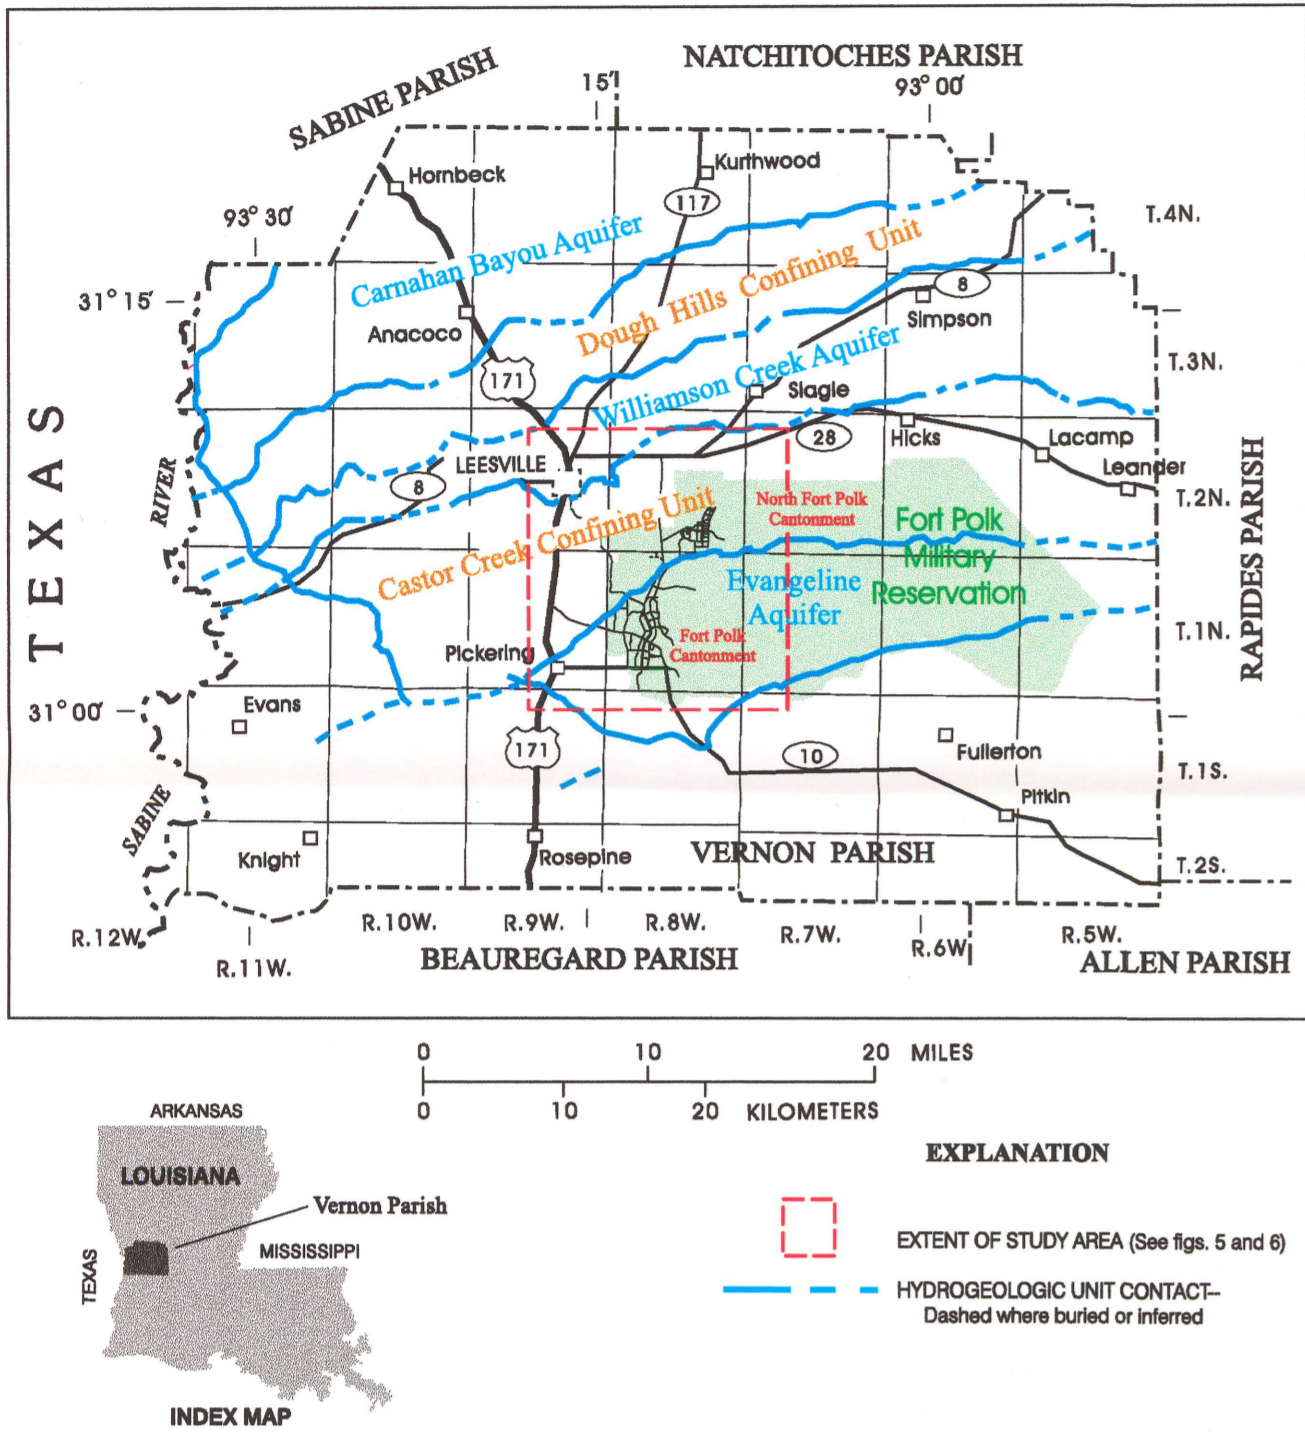 NATCHITOCHES PARISH
SABINE PARISH
15'
93° 00'
Kurthwood
Hornbeck
117
T.4N.
93° 30'
Carnahan Bayou Aquifer
Dough Hills Confining Unit
31° 15'
8
Simpson
Anacoco
T.3N.
171
Williamson Creek Aquifer
Slagle
TEXAS
28
Hicks
Lacamp
LEESVILLE
Leander
8
RIVER
T.2N.
North Fort Polk
Cantonment
Fort Polk
Military
Reservation
Castor Creek Confining Unit
Evangeline
Aquifer
RAPIDES PARISH
T.1N.
Fort Polk
Cantonment
Pickering
31° 00'
Evans
171
10
Fullerton
T.1S.
SABINE
Pitkin
Knight
Rosepine
VERNON PARISH
T.2S.
R.12W.
R.11W.
R.10W.
R.9W.
R.8W.
R.7W.
R.6W
R.5W.
BEAUREGARD PARISH
ALLEN PARISH
0 10 20 MILES
0 10 20 KILOMETERS
ARKANSAS
LOUISIANA
Vernon Parish
TEXAS
MISSISSIPPI
INDEX MAP
EXPLANATION
EXTENT OF STUDY AREA (See figs. 5 and 6)
HYDROGEOLOGIC UNIT CONTACT--
Dashed where buried or inferred